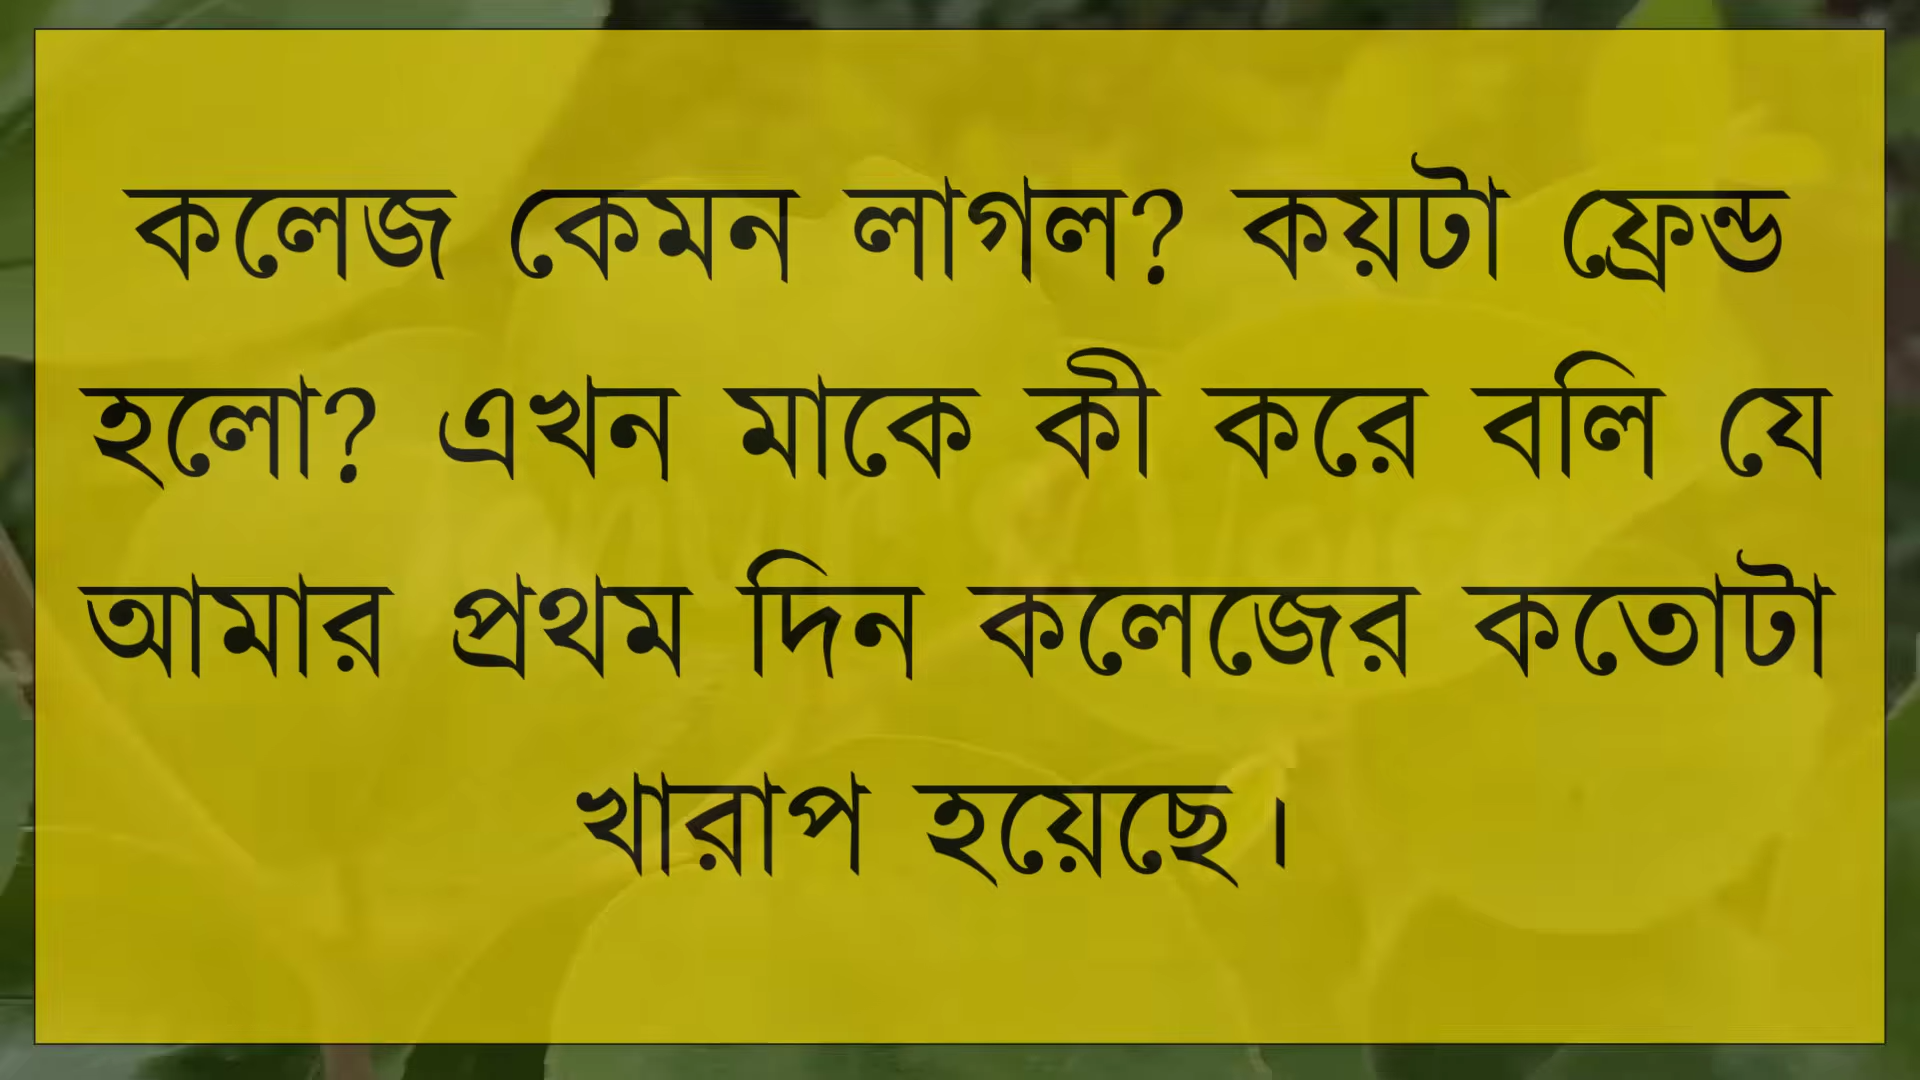 কলেজ কেমন লাগল? কয়টা ফ্রেন্ড
হলো? এখন মাকে কী করে বলি যে
আমার প্রথম দিন কলেজের কতোটা
খারাপ হয়েছে।